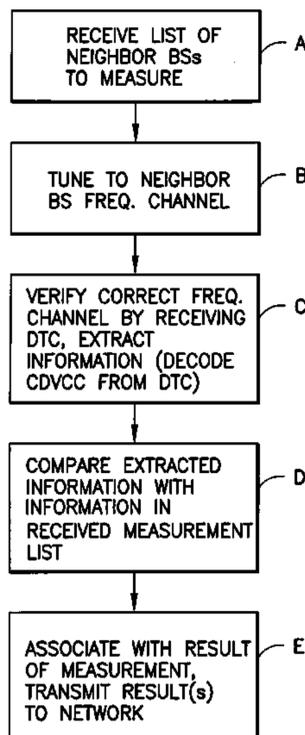 RECEIVE LIST OF
NEIGHBOR BSs
TO MEASURE
A
TUNE TO NEIGHBOR
BS FREQ. CHANNEL
B
VERIFY CORRECT FREQ.
CHANNEL BY RECEIVING
DTC, EXTRACT
INFORMATION (DECODE
CDVCC FROM DTC)
C
COMPARE EXTRACTED
INFORMATION WITH
INFORMATION IN
RECEIVED MEASUREMENT
LIST
D
ASSOCIATE WITH RESULT
OF MEASUREMENT,
TRANSMIT RESULT(s)
TO NETWORK
E